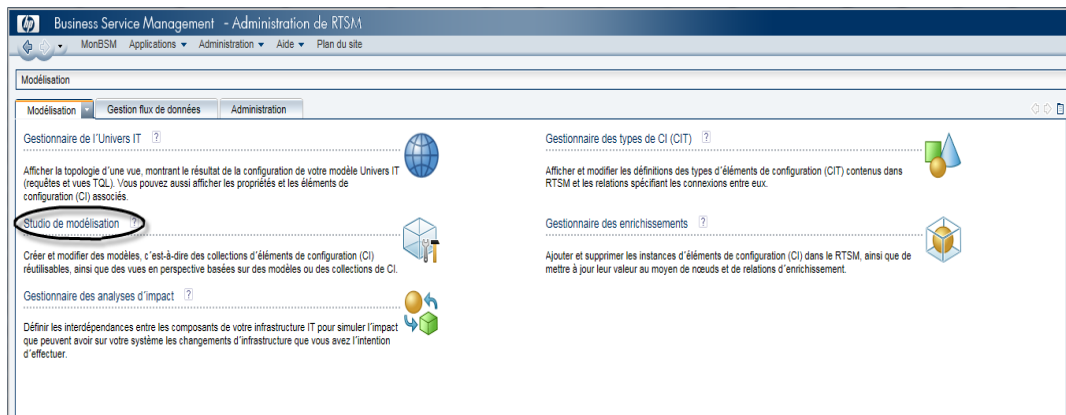 hp Business Service Management - Administration de RTSM
MonBSM Applications Administration Aide Plan du site
Modélisation
Modélisation Gestion flux de données Administration
Gestionnaire de l´Univers IT ?
Afficher la topologie d´une vue, montrant le résultat de la configuration de votre modèle Univers IT
(requêtes et vues TQL). Vous pouvez aussi afficher les propriétés et les éléments de
configuration (CI) associés.
Gestionnaire des types de CI (CIT) ?
Afficher et modifier les définitions des types d´éléments de configuration (CIT) contenus dans
RTSM et les relations spécifiant les connexions entre eux.
Studio de modélisation ?
Créer et modifier des modèles, c´est-à-dire des collections d´éléments de configuration (CI)
réutilisables, ainsi que des vues en perspective basées sur des modèles ou des collections de CI.
Gestionnaire des enrichissements ?
Ajouter et supprimer les instances d´éléments de configuration (CI) dans le RTSM, ainsi que de
mettre à jour leur valeur au moyen de nœuds et de relations d´enrichissement.
Gestionnaire des analyses d´impact ?
Définir les interdépendances entre les composants de votre infrastructure IT pour simuler l´impact
que peuvent avoir sur votre système les changements d´infrastructure que vous avez l´intention
d´effectuer.